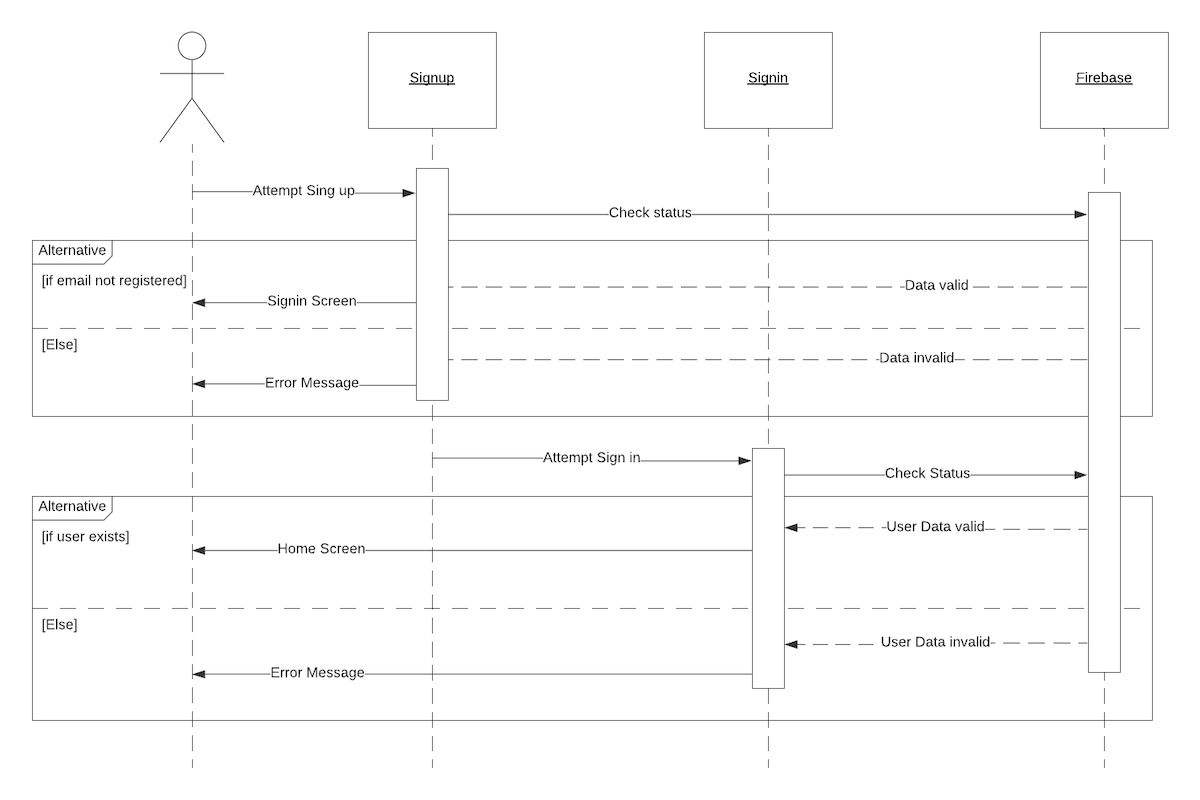 Signup
Signin
Firebase
Attempt Sing up
Check status
Alternative
[if email not registered]
Data valid
Signin Screen
[Else]
Data invalid
Error Message
Attempt Sign in
Check Status
Alternative
[if user exists]
User Data valid
Home Screen
[Else]
User Data invalid
Error Message